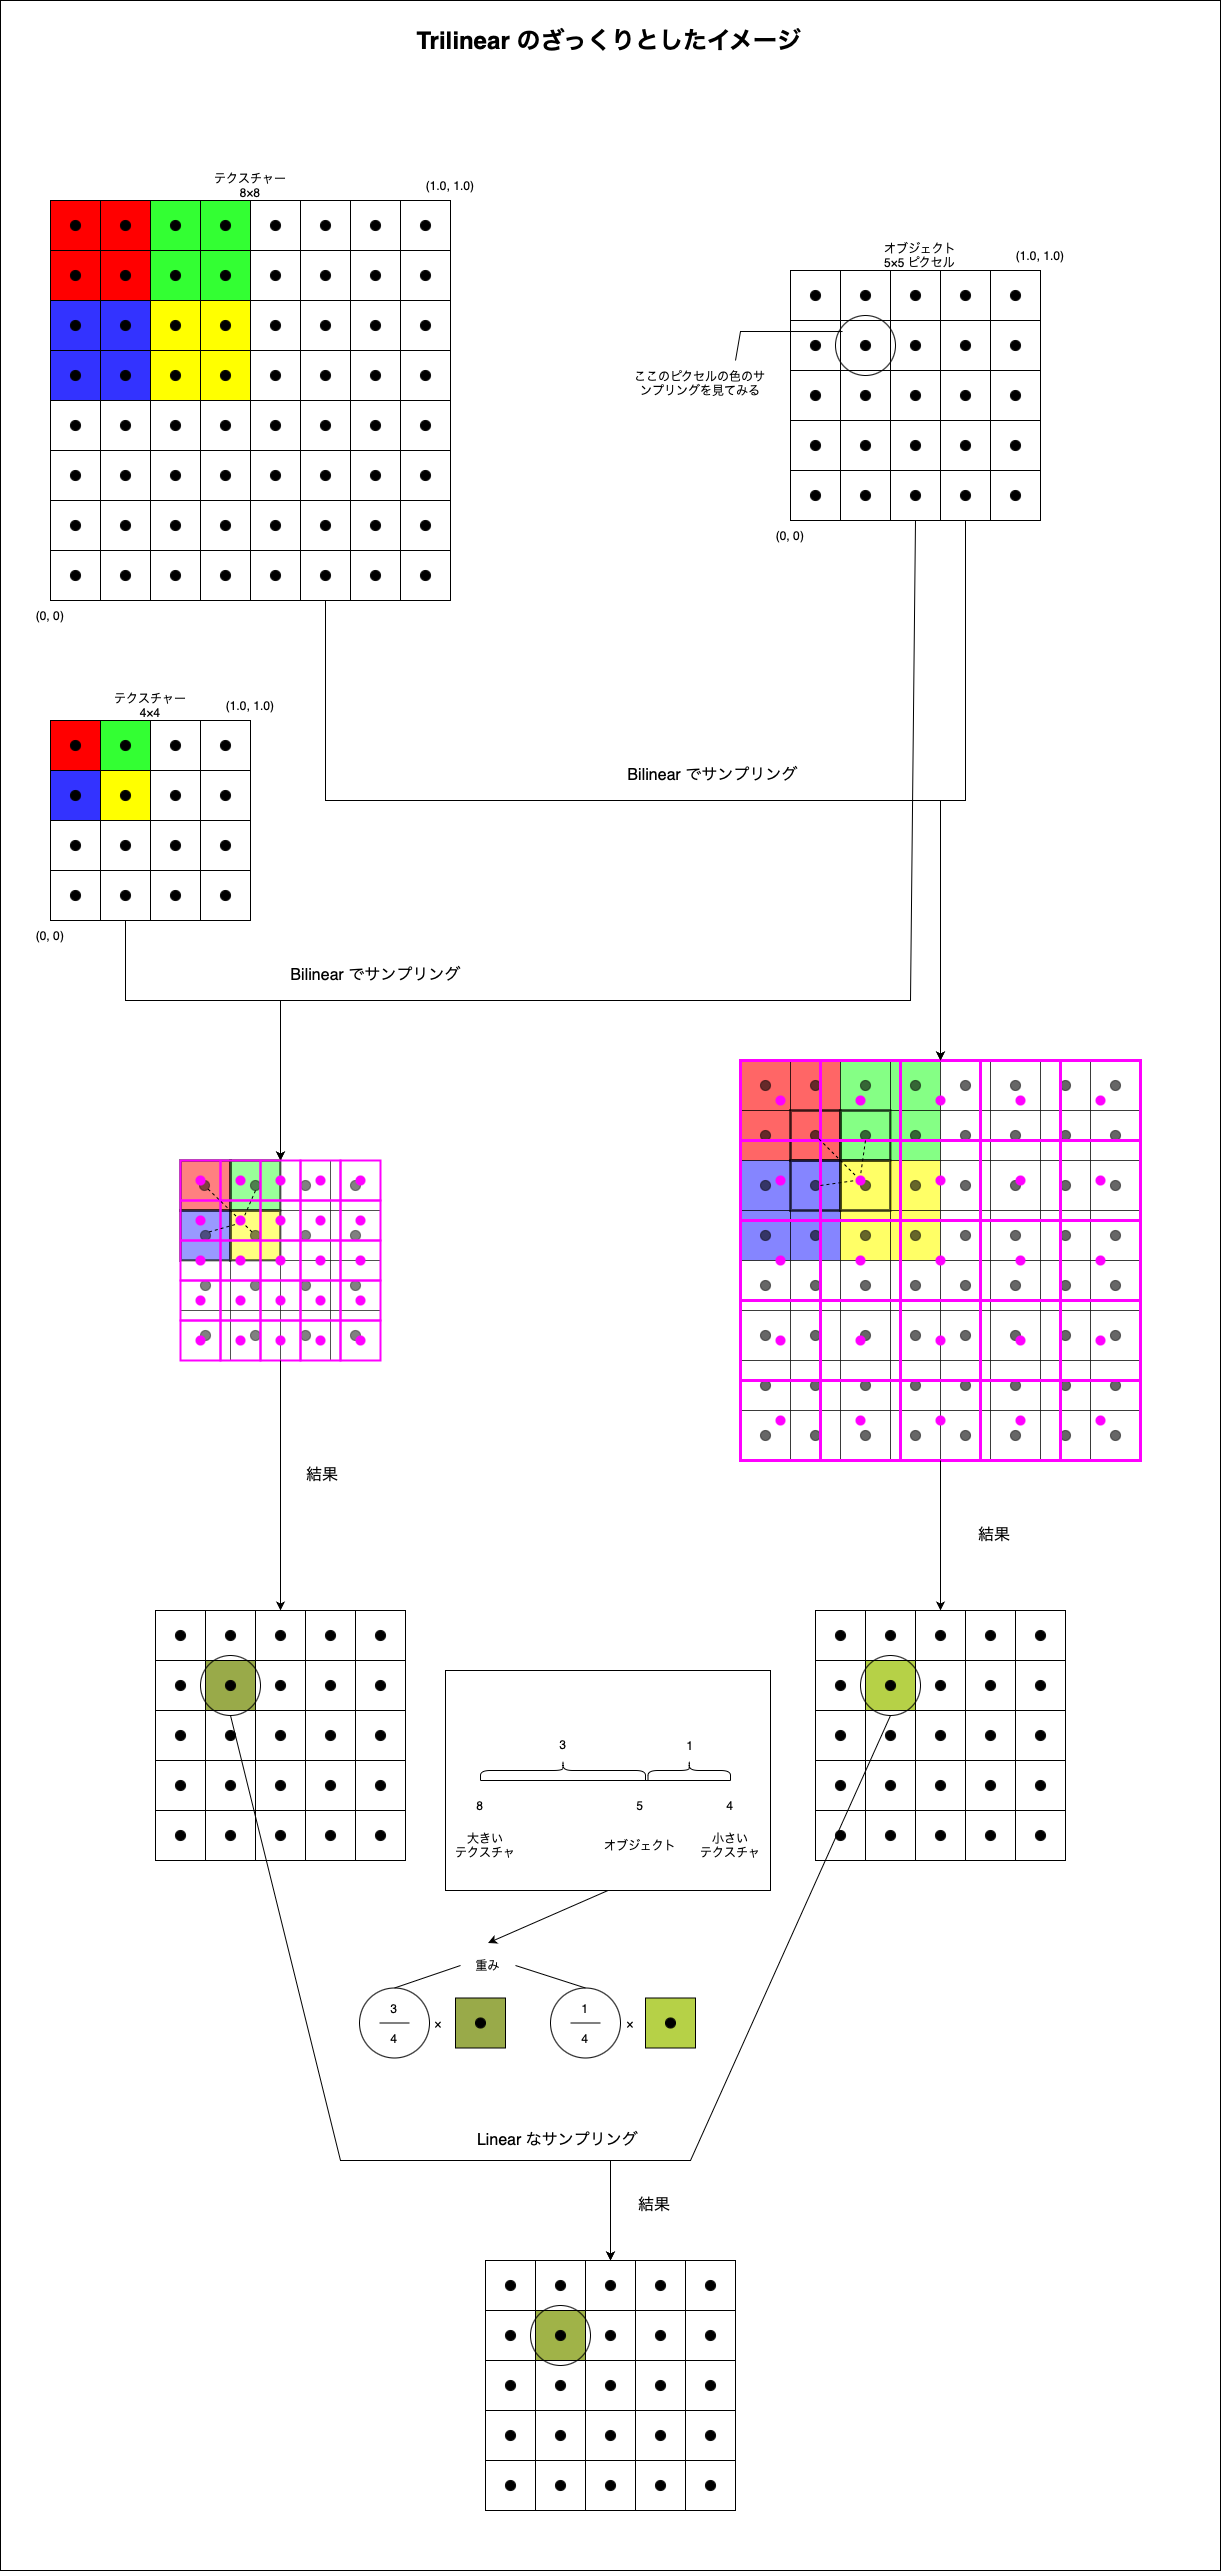 Trilinear のざっくりとしたイメージ
テクスチャー
8×8
(1.0, 1.0)
オブジェクト
5×5 ピクセル
(1.0, 1.0)
ここのピクセルの色のサ
ンプリングを見てみる
(0, 0)
(0, 0)
テクスチャー
4×4
(1.0, 1.0)
Bilinear でサンプリング
(0, 0)
Bilinear でサンプリング
結果
結果
3
1
8
5
4
大きい
テクスチャ
オブジェクト
小さい
テクスチャ
重み
3
4
×
1
4
×
Linear なサンプリング
結果